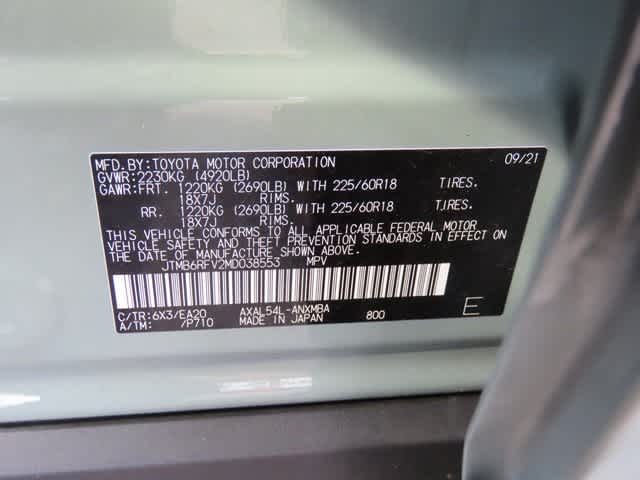 MFD.BY:TOYOTA MOTOR CORPORATION 09/21
GVWR:2230KG (4920LB)
GAWR:FRT. 1220KG (2690LB) WITH 225/60R18 TIRES.
18X7J RIMS.
RR. 1220KG (2690LB) WITH 225/60R18 TIRES.
18X7J RIMS.
THIS VEHICLE CONFORMS TO ALL APPLICABLE FEDERAL MOTOR
VEHICLE SAFETY AND THEFT PREVENTION STANDARDS IN EFFECT ON
THE DATE OF MANUFACTURE SHOWN ABOVE.
JTMB6RFV2MD038553 MPV
C/TR:6X3/EA20 AXAL54L-ANXMBA 800 E
A/TM: /P710 MADE IN JAPAN